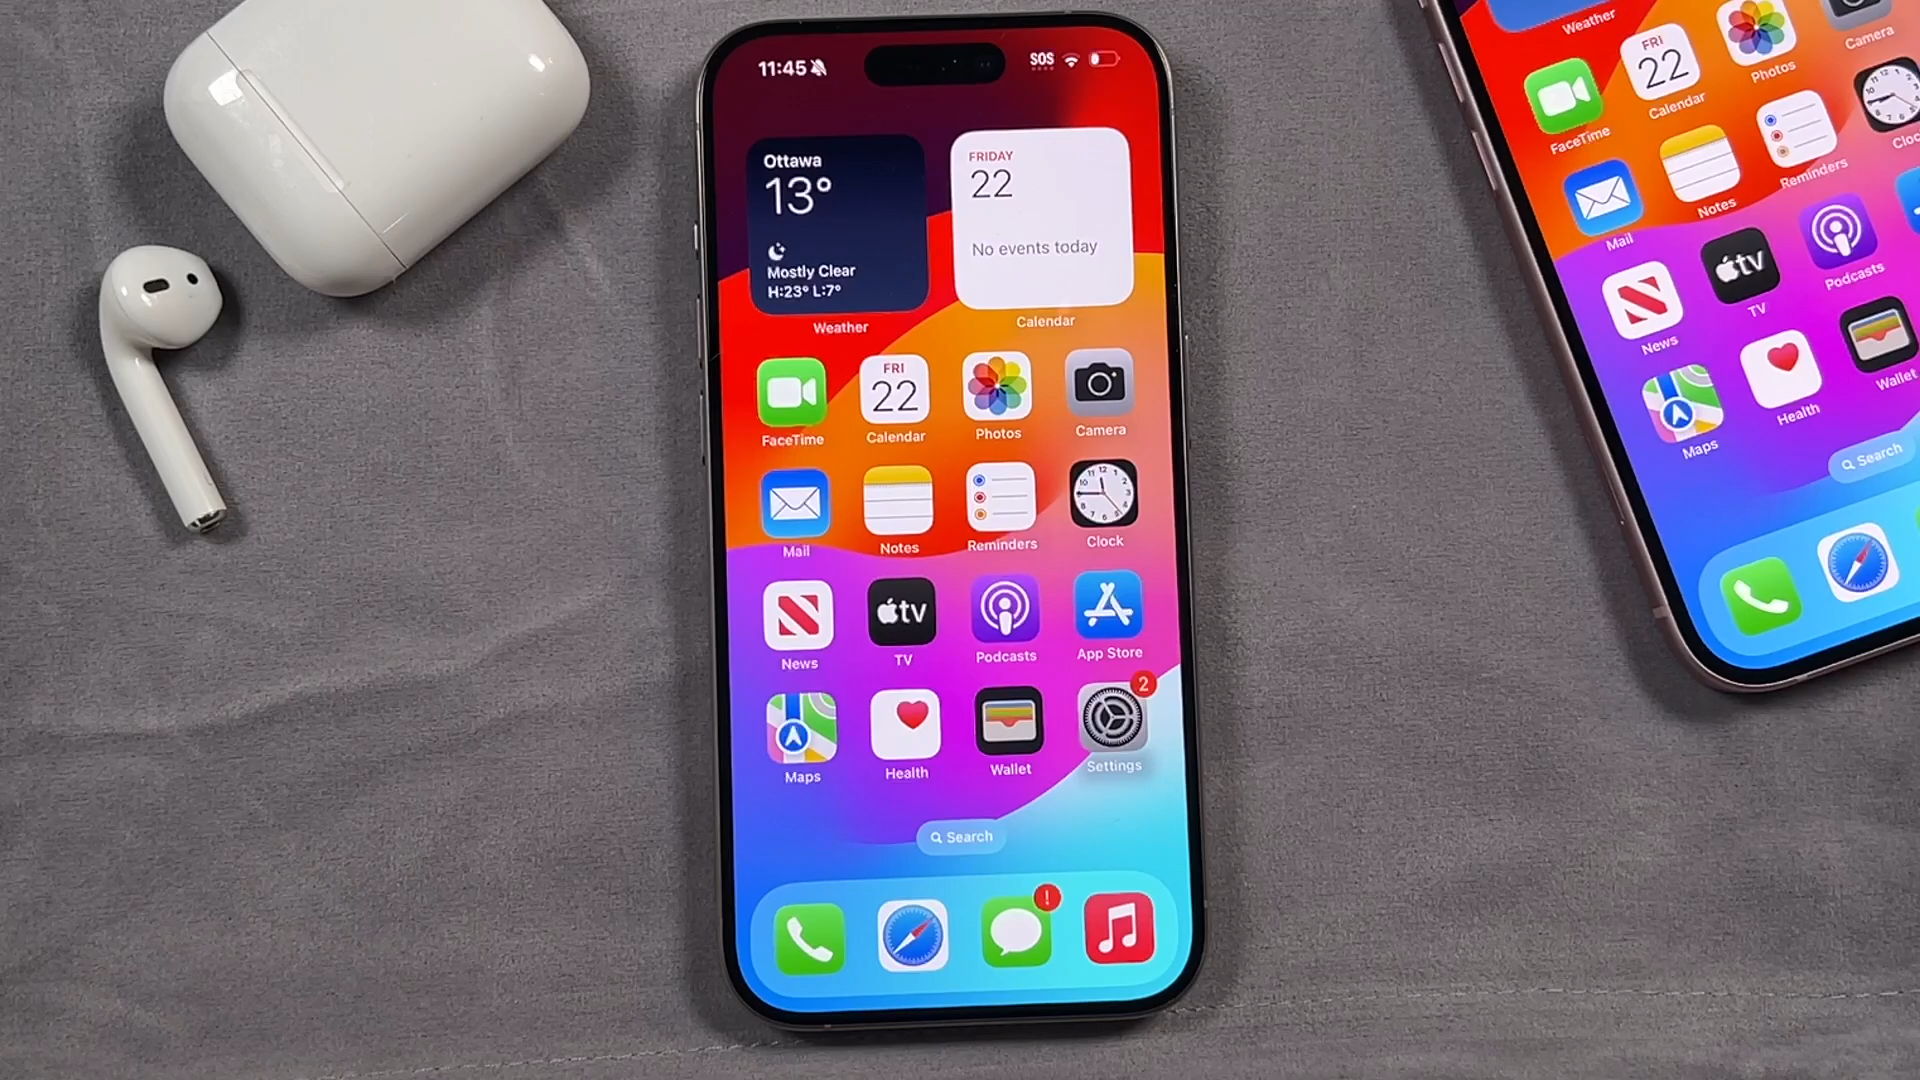 11:45
SOS
Ottawa
13°
Mostly Clear
H:23° L:7°
Weather
FRIDAY
22
No events today
Calendar
FaceTime
FRI
22
Calendar
Photos
Camera
Mail
Notes
Reminders
Clock
News
tv
TV
Podcasts
App Store
Maps
Health
Wallet
2
Settings
Search
!
Weather
FaceTime
FRI
22
Calendar
Photos
Camera
Mail
Notes
Reminders
Cloc
News
tv
TV
Podcasts
Maps
Health
Wallet
Search